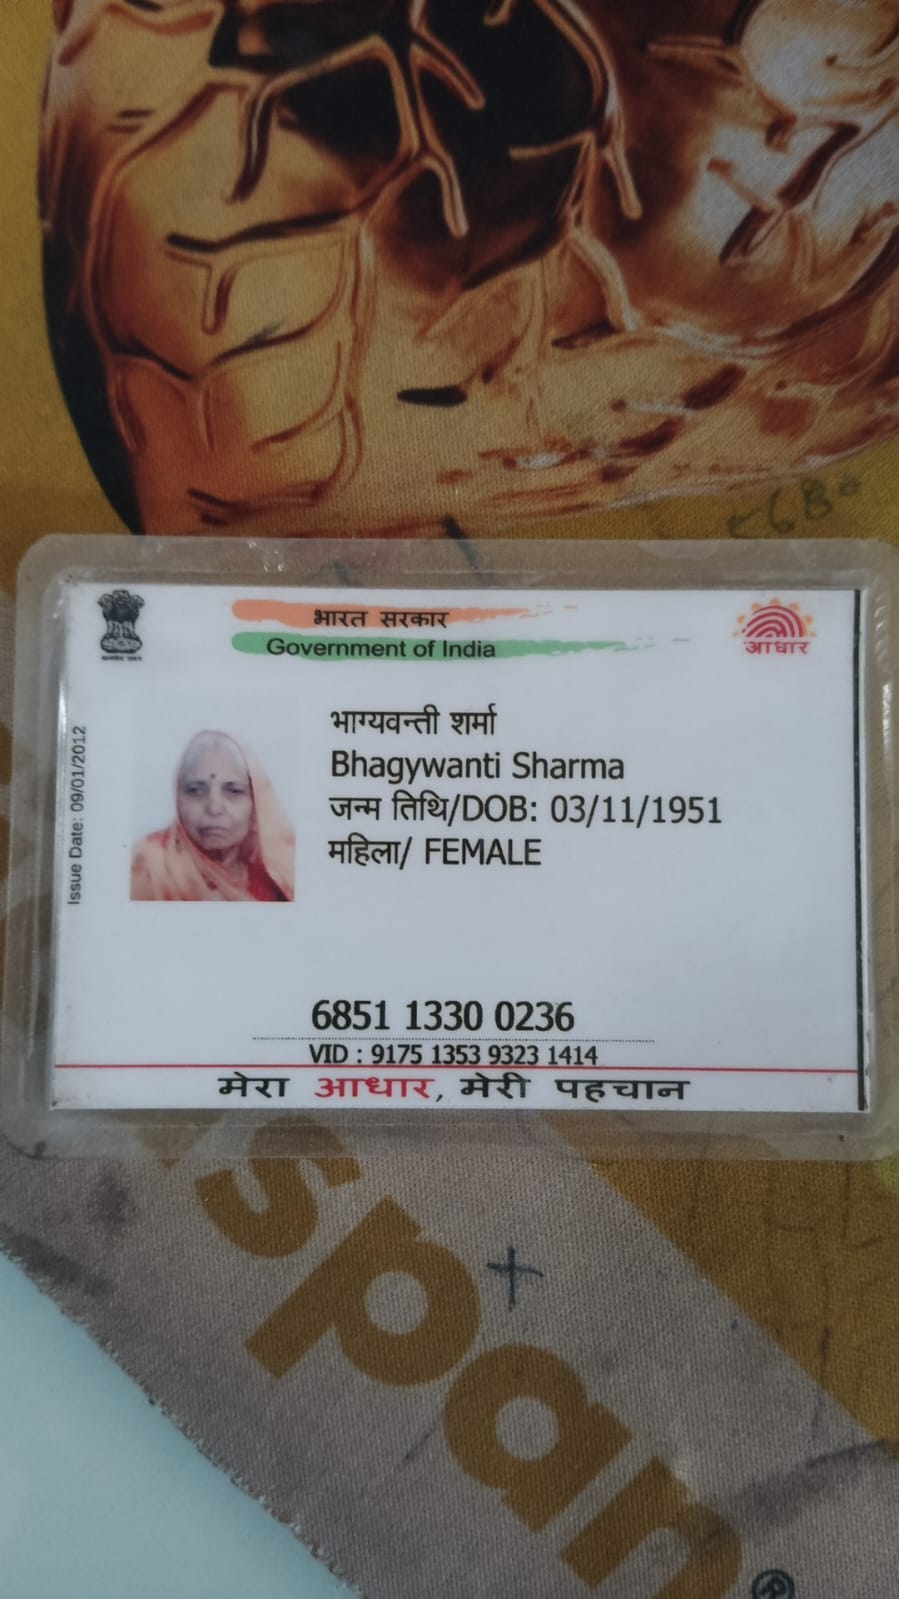 भारत सरकार
Government of India
आधार
Issue Date: 09/01/2012
भाग्यवन्ती शर्मा
Bhagywanti Sharma
जन्म तिथि/DOB: 03/11/1951
महिला/ FEMALE
6851 1330 0236
VID : 9175 1353 9323 1414
मेरा आधार, मेरी पहचान
span®